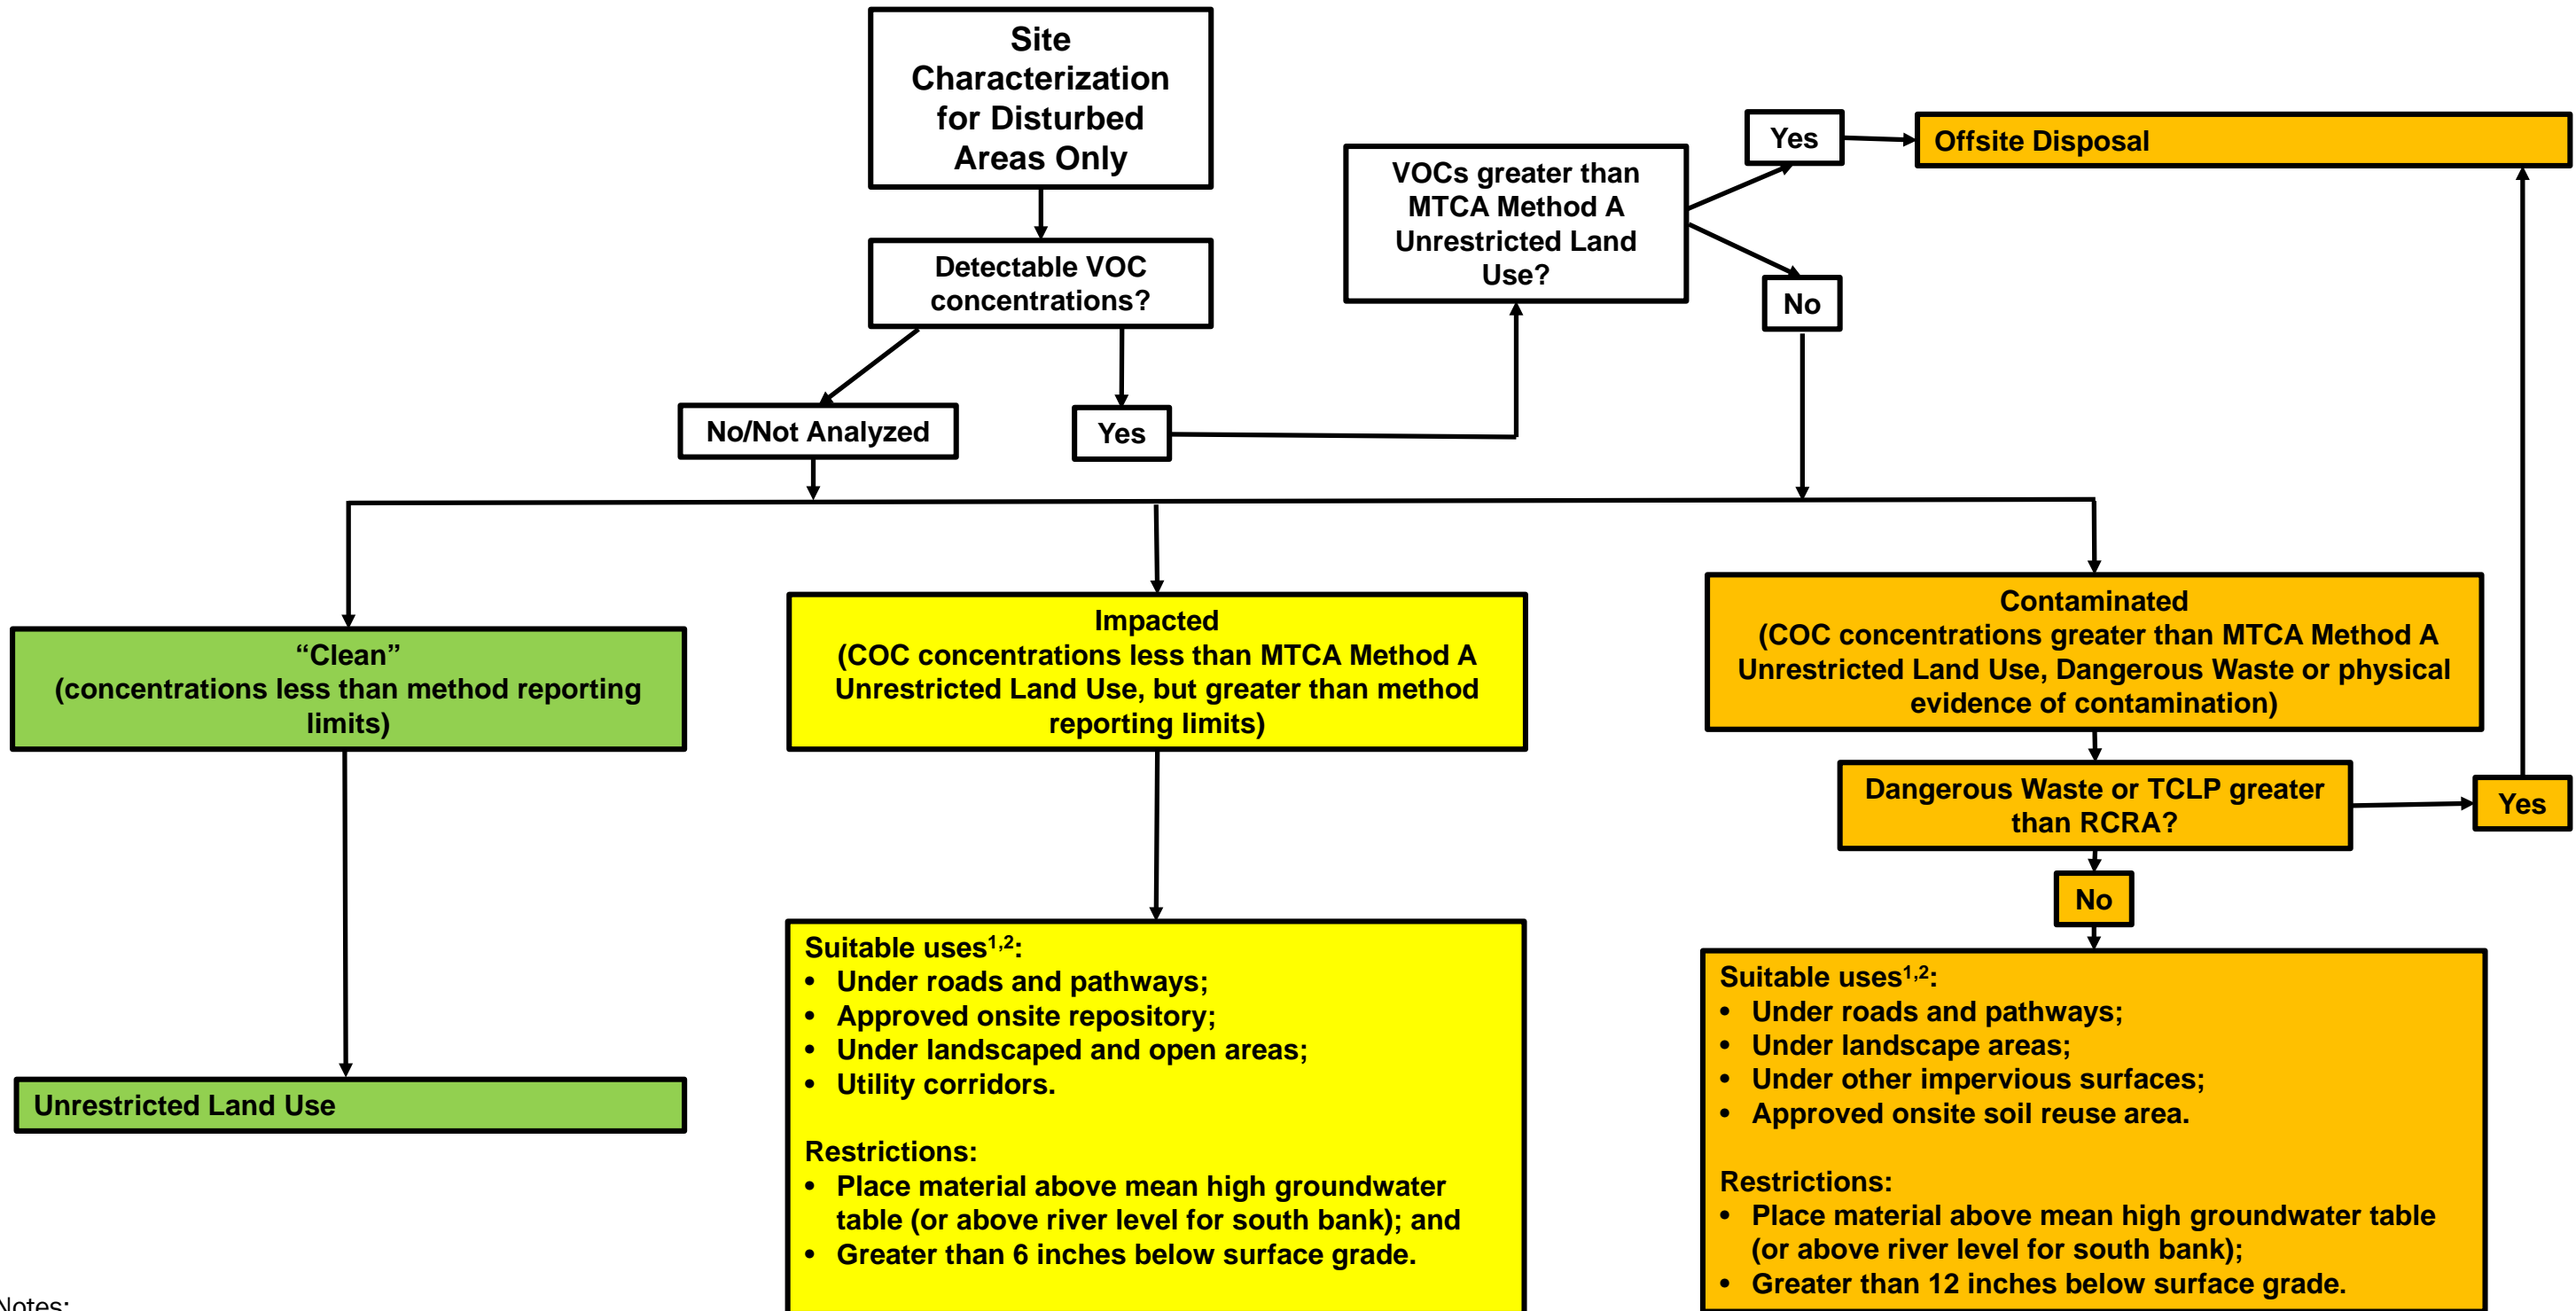 Site
Characterization
for Disturbed
Areas Only
Detectable VOC
concentrations?
No/Not Analyzed
Yes
VOCs greater than
MTCA Method A
Unrestricted Land
Use?
Yes
Offsite Disposal
No
“Clean”
(concentrations less than method reporting
limits)
Unrestricted Land Use
Impacted
(COC concentrations less than MTCA Method A
Unrestricted Land Use, but greater than method
reporting limits)
Suitable uses1,2:
• Under roads and pathways;
• Approved onsite repository;
• Under landscaped and open areas;
• Utility corridors.
Restrictions:
• Place material above mean high groundwater
table (or above river level for south bank); and
• Greater than 6 inches below surface grade.
Contaminated
(COC concentrations greater than MTCA Method A
Unrestricted Land Use, Dangerous Waste or physical
evidence of contamination)
Dangerous Waste or TCLP greater
than RCRA?
Yes
No
Suitable uses1,2:
• Under roads and pathways;
• Under landscape areas;
• Under other impervious surfaces;
• Approved onsite soil reuse area.
Restrictions:
• Place material above mean high groundwater table
(or above river level for south bank);
• Greater than 12 inches below surface grade.
Notes: